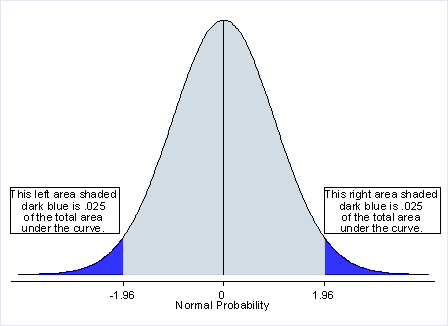 This left area shaded
dark blue is .025
of the total area
under the curve.
This right area shaded
dark blue is .025
of the total area
under the curve.
-1.96
0
1.96
Normal Probability